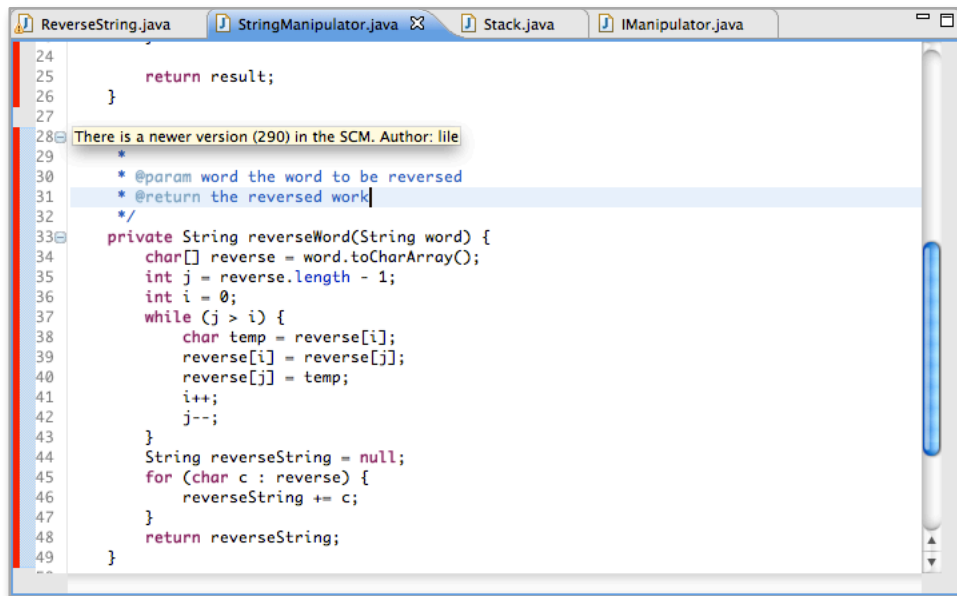 ReverseString.java StringManipulator.java Stack.java IManipulator.java
24
25 return result;
26 }
27
28 There is a newer version (290) in the SCM. Author: lile
29 *
30 * @param word the word to be reversed
31 * @return the reversed work
32 */
33 private String reverseWord(String word) {
34 char[] reverse = word.toCharArray();
35 int j = reverse.length - 1;
36 int i = 0;
37 while (j > i) {
38 char temp = reverse[i];
39 reverse[i] = reverse[j];
40 reverse[j] = temp;
41 i++;
42 j--;
43 }
44 String reverseString = null;
45 for (char c : reverse) {
46 reverseString += c;
47 }
48 return reverseString;
49 }